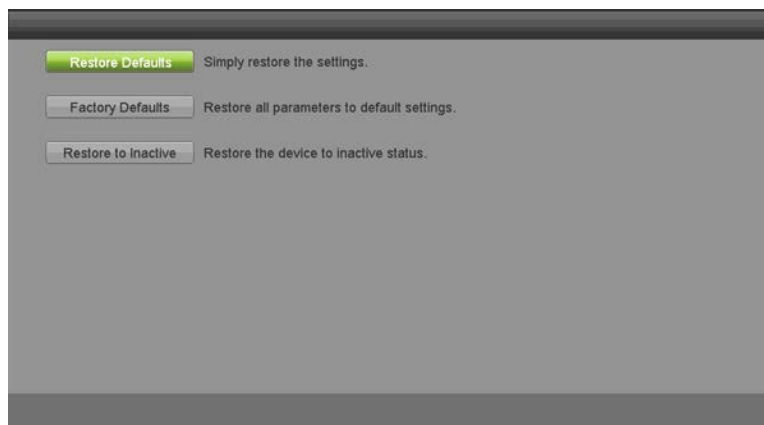 Restore Defaults Simply restore the settings.
Factory Defaults Restore all parameters to default settings.
Restore to Inactive Restore the device to inactive status.